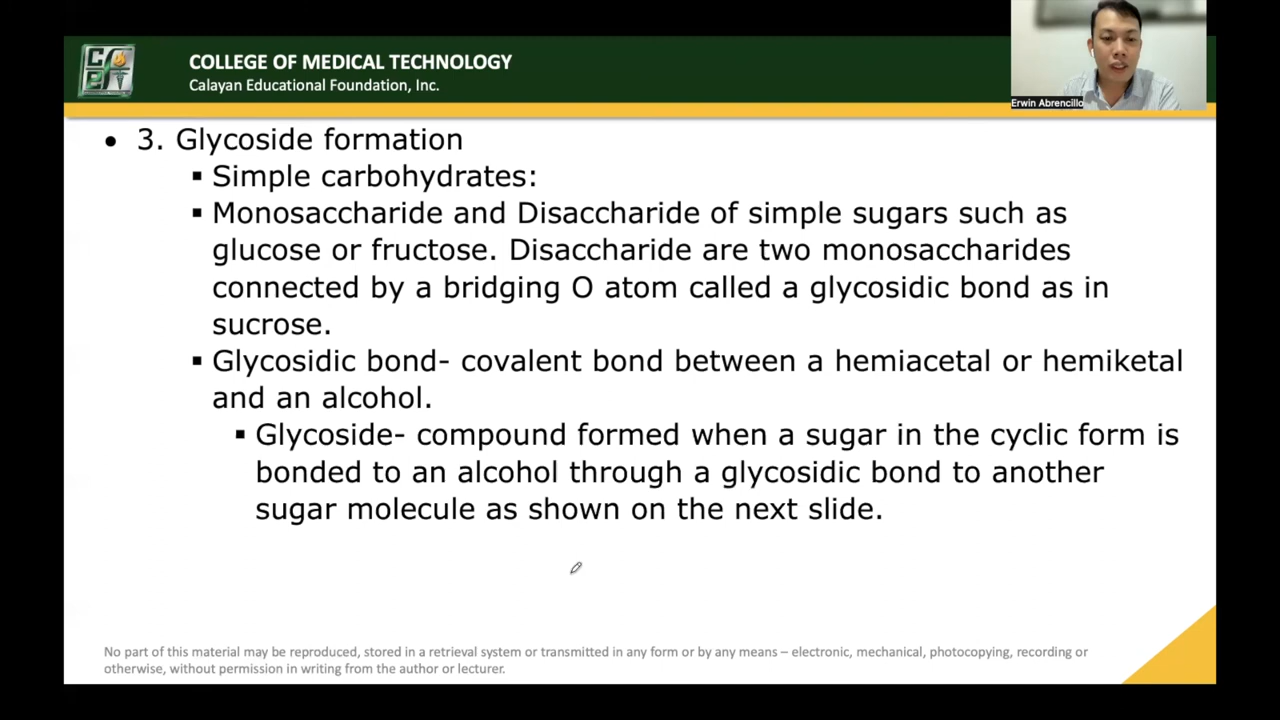 COLLEGE OF MEDICAL TECHNOLOGY
Calayan Educational Foundation, Inc.
Erwin Abrencillo
• 3. Glycoside formation
▪ Simple carbohydrates:
▪ Monosaccharide and Disaccharide of simple sugars such as
glucose or fructose. Disaccharide are two monosaccharides
connected by a bridging O atom called a glycosidic bond as in
sucrose.
▪ Glycosidic bond- covalent bond between a hemiacetal or hemiketal
and an alcohol.
▪ Glycoside- compound formed when a sugar in the cyclic form is
bonded to an alcohol through a glycosidic bond to another
sugar molecule as shown on the next slide.
No part of this material may be reproduced, stored in a retrieval system or transmitted in any form or by any means – electronic, mechanical, photocopying, recording or
otherwise, without permission in writing from the author or lecturer.